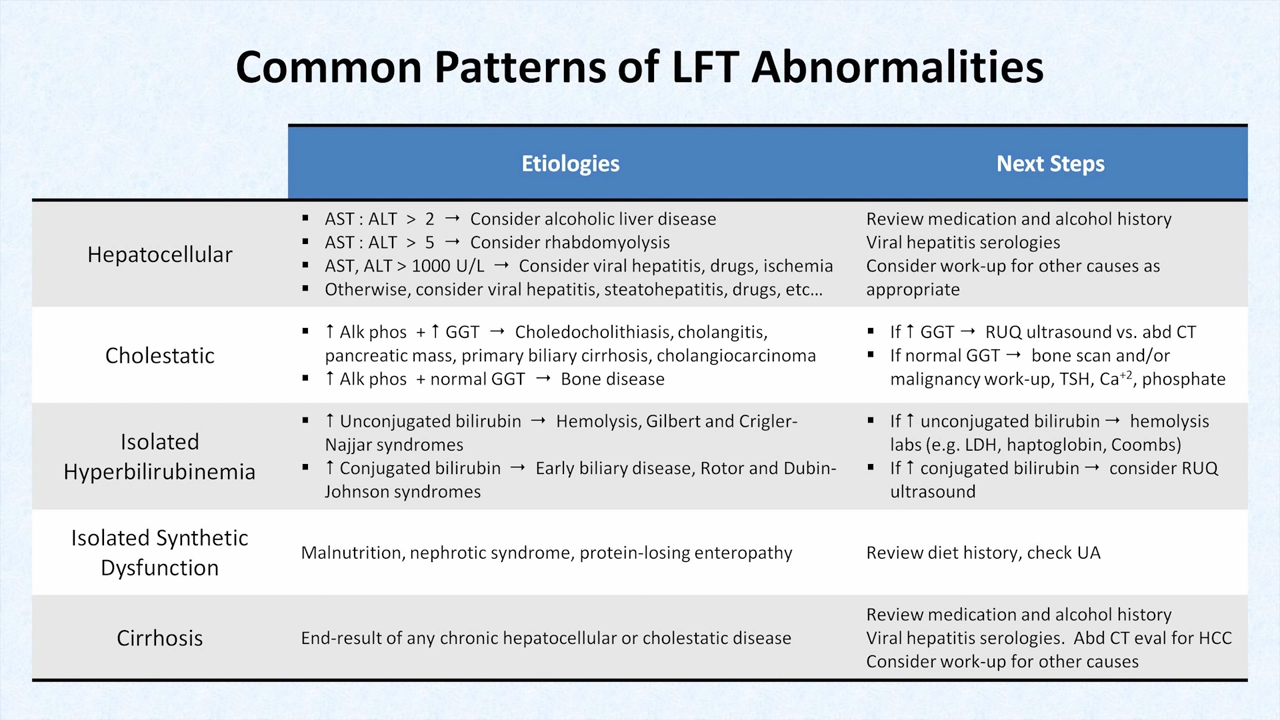 Common Patterns of LFT Abnormalities
Etiologies
Next Steps
Hepatocellular
▪ AST : ALT > 2 → Consider alcoholic liver disease
▪ AST : ALT > 5 → Consider rhabdomyolysis
▪ AST, ALT > 1000 U/L → Consider viral hepatitis, drugs, ischemia
▪ Otherwise, consider viral hepatitis, steatohepatitis, drugs, etc...
Review medication and alcohol history
Viral hepatitis serologies
Consider work-up for other causes as
appropriate
Cholestatic
▪ ↑ Alk phos + ↑ GGT → Choledocholithiasis, cholangitis,
pancreatic mass, primary biliary cirrhosis, cholangiocarcinoma
▪ ↑ Alk phos + normal GGT → Bone disease
▪ If ↑ GGT → RUQ ultrasound vs. abd CT
▪ If normal GGT → bone scan and/or
malignancy work-up, TSH, Ca⁺², phosphate
Isolated
Hyperbilirubinemia
▪ ↑ Unconjugated bilirubin → Hemolysis, Gilbert and Crigler-
Najjar syndromes
▪ ↑ Conjugated bilirubin → Early biliary disease, Rotor and Dubin-
Johnson syndromes
▪ If ↑ unconjugated bilirubin → hemolysis
labs (e.g. LDH, haptoglobin, Coombs)
▪ If ↑ conjugated bilirubin → consider RUQ
ultrasound
Isolated Synthetic
Dysfunction
Malnutrition, nephrotic syndrome, protein-losing enteropathy
Review diet history, check UA
Cirrhosis
End-result of any chronic hepatocellular or cholestatic disease
Review medication and alcohol history
Viral hepatitis serologies. Abd CT eval for HCC
Consider work-up for other causes